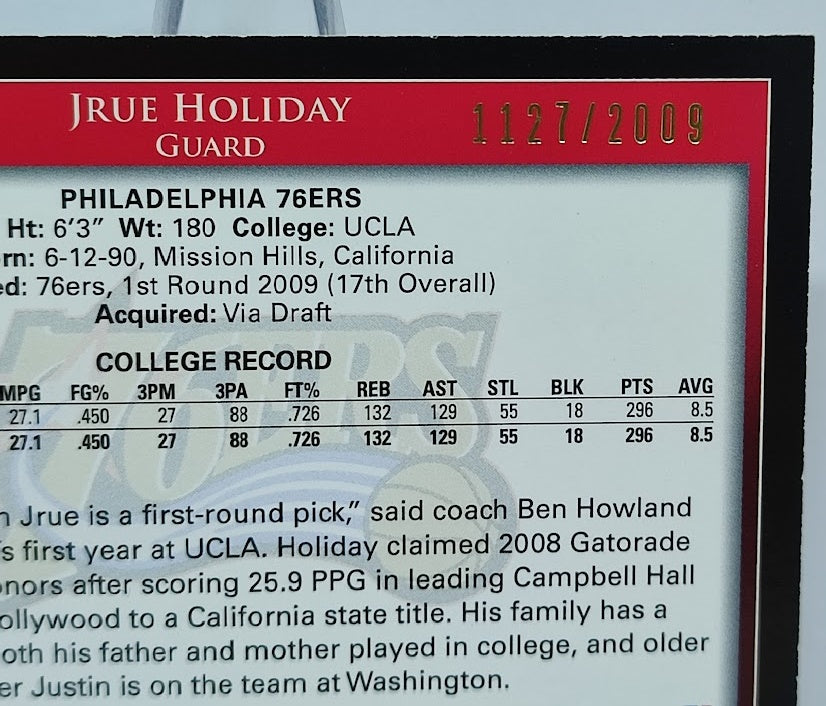 JRUE HOLIDAY
GUARD
1127/2009
PHILADELPHIA 76ERS
Ht: 6'3” Wt: 180 College: UCLA
rn: 6-12-90, Mission Hills, California
ed: 76ers, 1st Round 2009 (17th Overall)
Acquired: Via Draft
76ERS
COLLEGE RECORD
MPG FG% 3PM 3PA FT% REB AST STL BLK PTS AVG
27.1 .450 27 88 .726 132 129 55 18 296 8.5
27.1 .450 27 88 .726 132 129 55 18 296 8.5
n Jrue is a first-round pick,” said coach Ben Howland
s first year at UCLA. Holiday claimed 2008 Gatorade
onors after scoring 25.9 PPG in leading Campbell Hall
ollywood to a California state title. His family has a
oth his father and mother played in college, and older
er Justin is on the team at Washington.